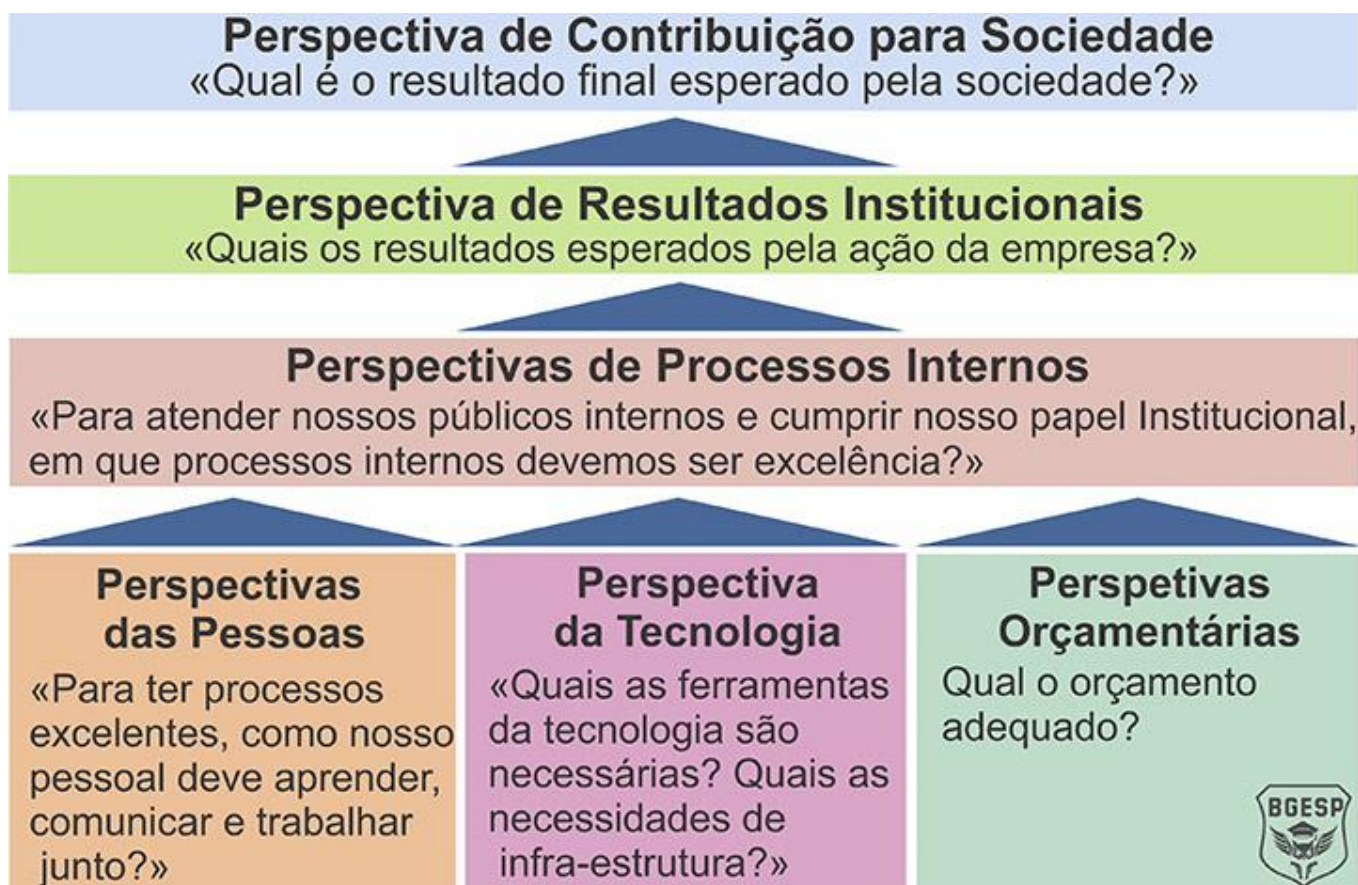 Perspectiva de Contribuição para Sociedade
«Qual é o resultado final esperado pela sociedade?»
Perspectiva de Resultados Institucionais
«Quais os resultados esperados pela ação da empresa?»
Perspectivas de Processos Internos
«Para atender nossos públicos internos e cumprir nosso papel Institucional,
em que processos internos devemos ser excelência?»
Perspectivas
das Pessoas
«Para ter processos
excelentes, como nosso
pessoal deve aprender,
comunicar e trabalhar
junto?»
Perspectiva
da Tecnologia
«Quais as ferramentas
da tecnologia são
necessárias? Quais as
necessidades de
infra-estrutura?»
Perspetivas
Orçamentárias
Qual o orçamento
adequado?
BGESP